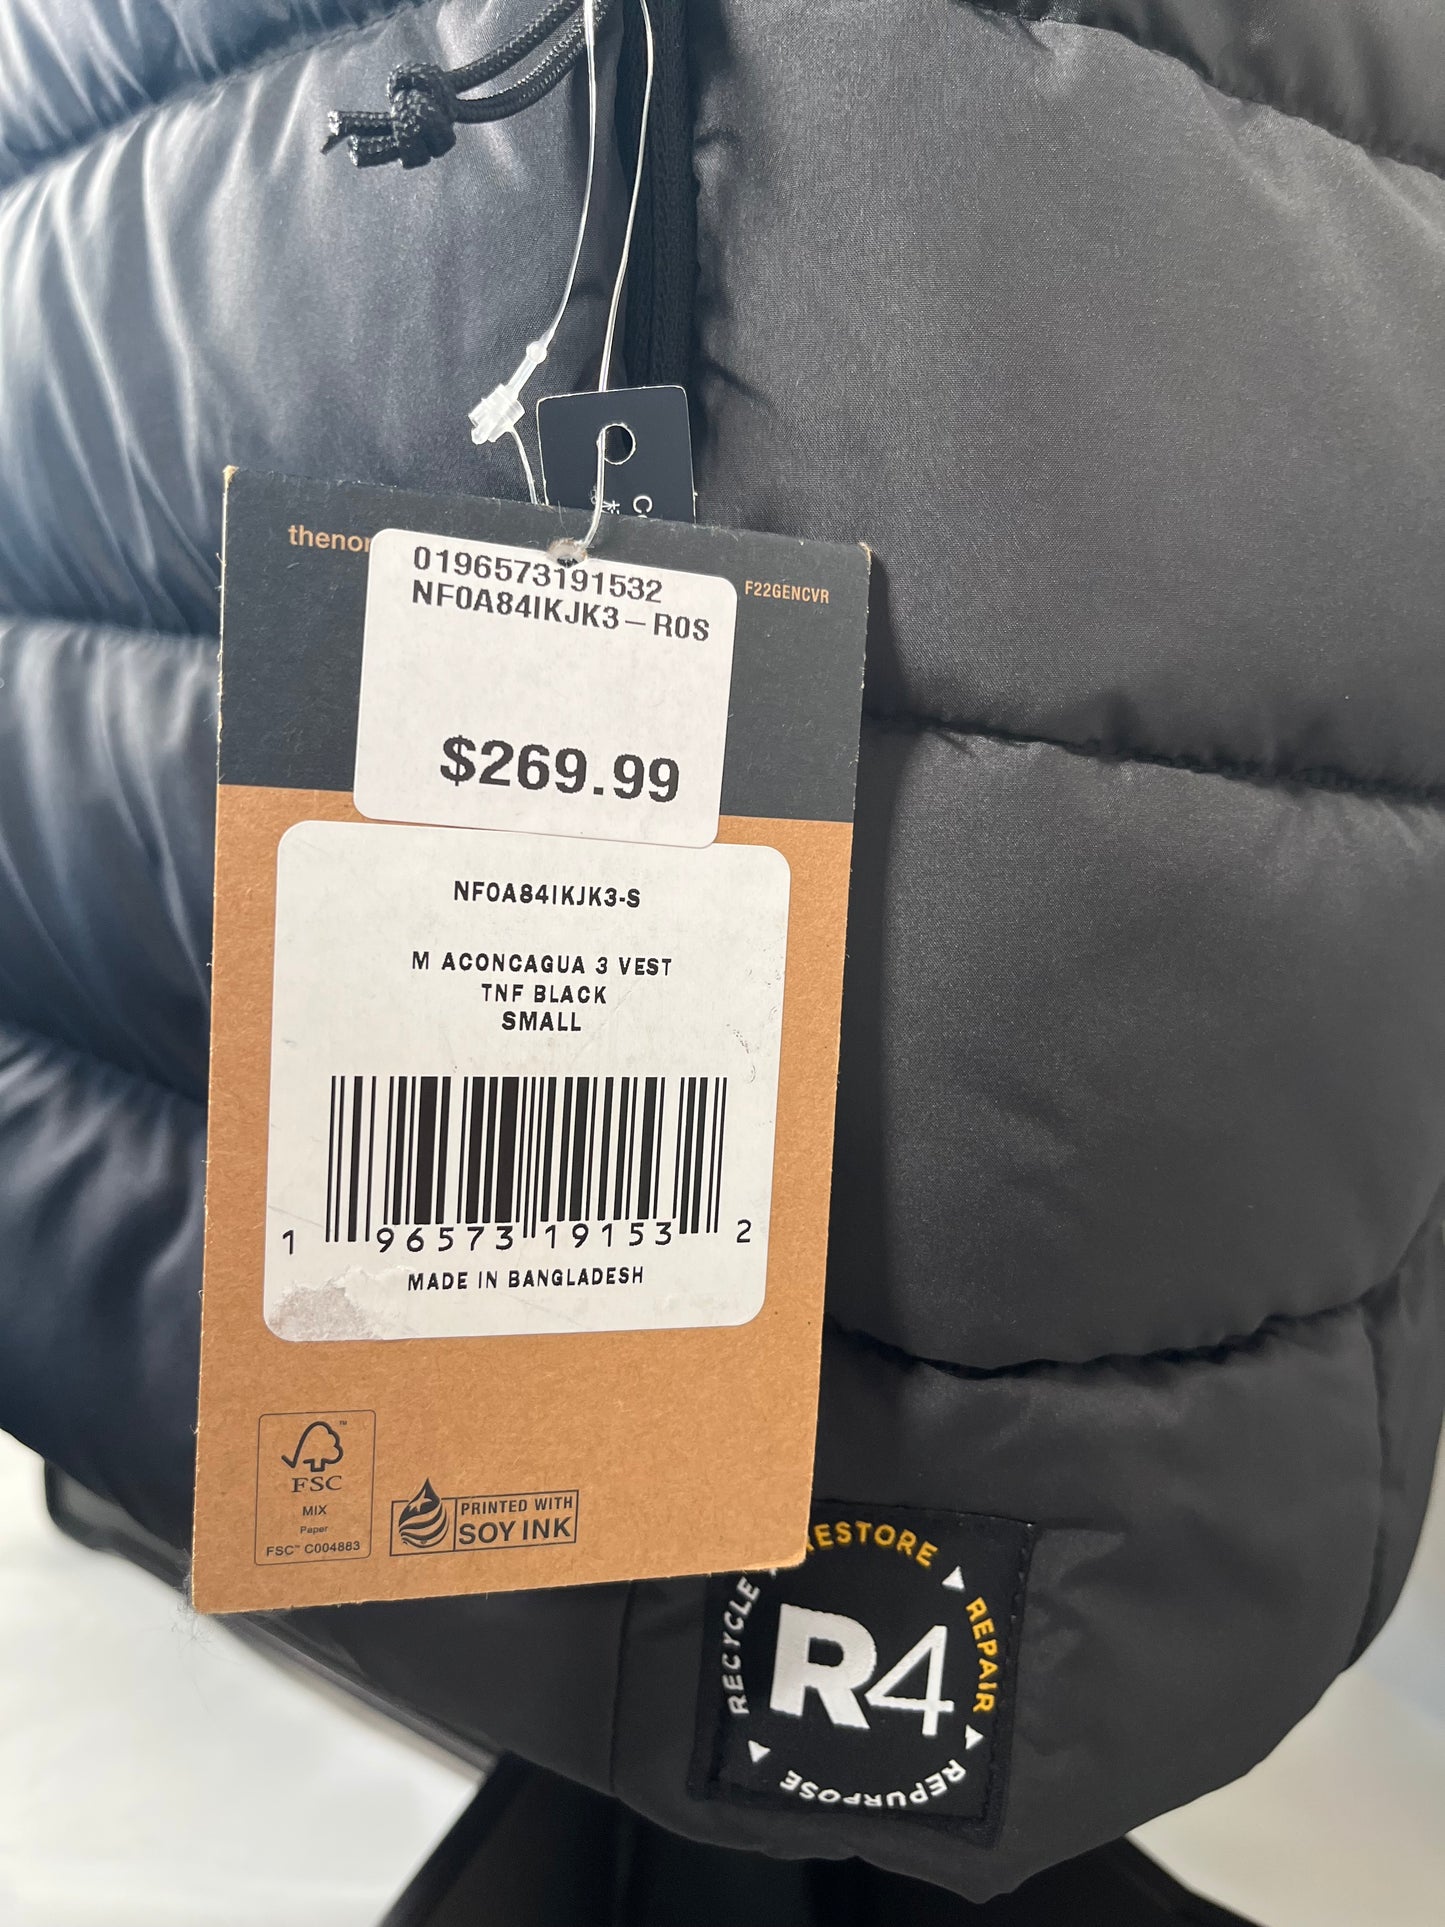 F22GENCVR
0196573191532
NF0A84IKJK3-R0S
$269.99
NF0A84IKJK3-S
M ACONCAGUA 3 VEST
TNF BLACK
SMALL
1 96573 19153 2
MADE IN BANGLADESH
FSC
MIX
Paper
FSC™ C004883
PRINTED WITH
SOY INK
RESTORE
REPAIR
REPURPOSE
RECYCLE
R4